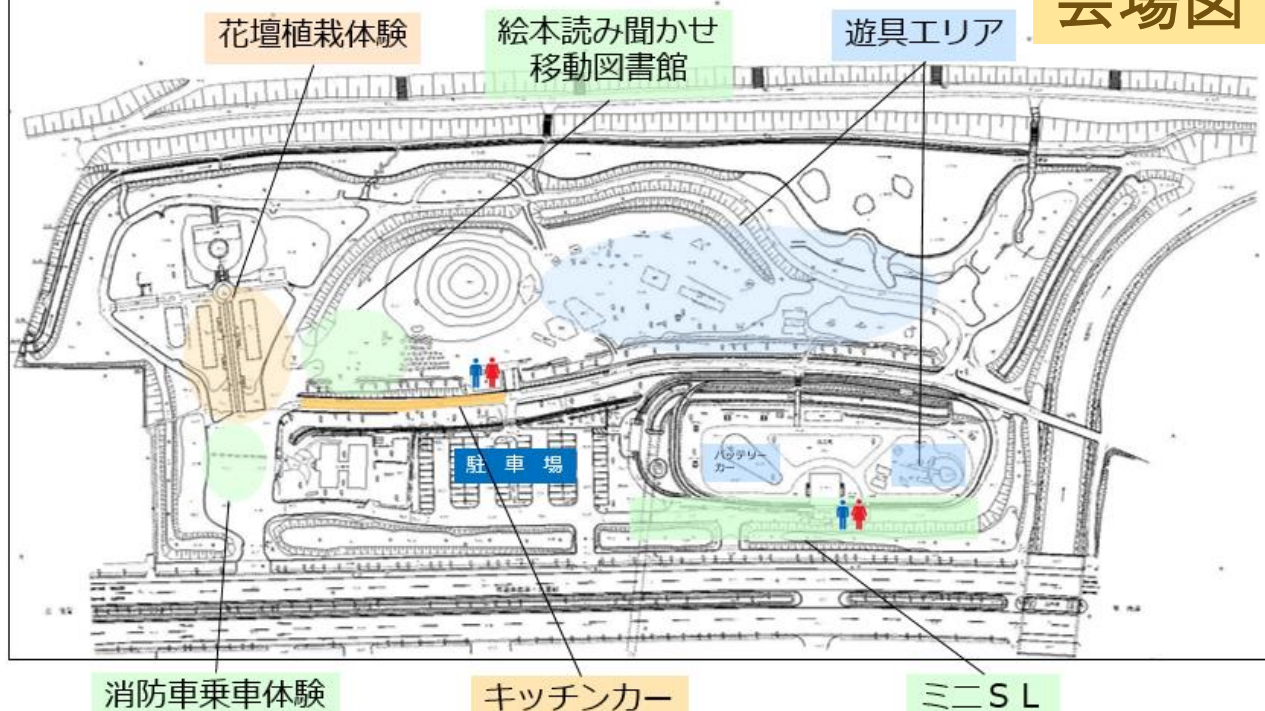 会場図
花壇植栽体験
絵本読み聞かせ
移動図書館
遊具エリア
駐車場
バッテリー
カー
消防車乗車体験
キッチンカー
ミニSL